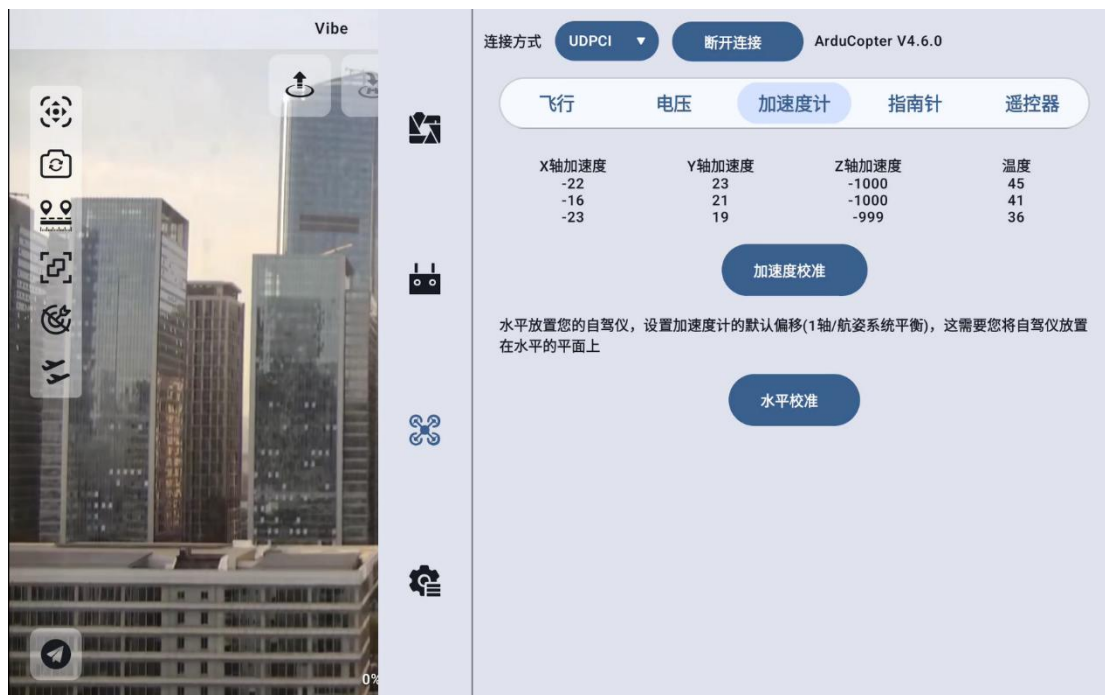 Vibe
连接方式 UDPCI 断开连接 ArduCopter V4.6.0
飞行 电压 加速度计 指南针 遥控器
X轴加速度 Y轴加速度 Z轴加速度 温度
-22 23 -1000 45
-16 21 -1000 41
-23 19 -999 36
加速度校准
水平放置您的自驾仪，设置加速度计的默认偏移(1轴/航姿系统平衡)，这需要您将自驾仪放置
在水平的平面上
水平校准
0%